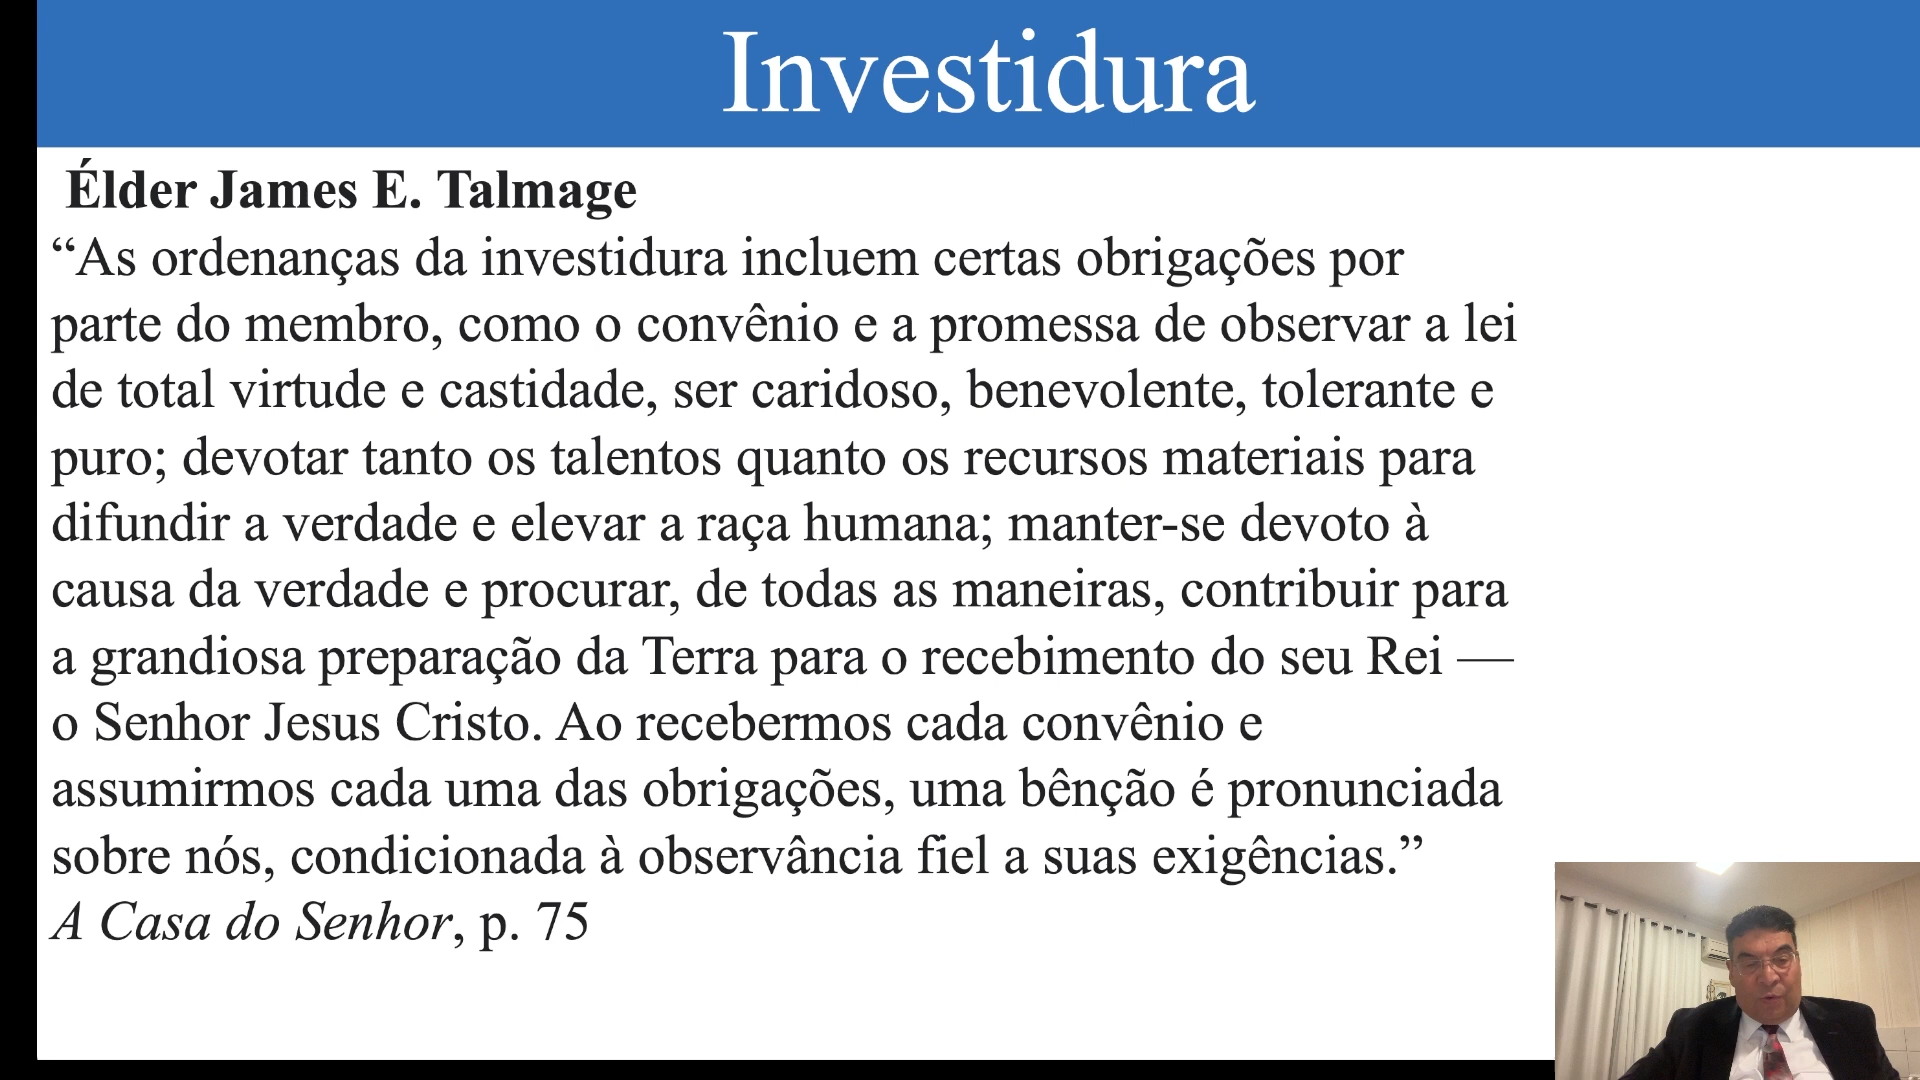 Investidura
Élder James E. Talmage
“As ordenanças da investidura incluem certas obrigações por
parte do membro, como o convênio e a promessa de observar a lei
de total virtude e castidade, ser caridoso, benevolente, tolerante e
puro; devotar tanto os talentos quanto os recursos materiais para
difundir a verdade e elevar a raça humana; manter-se devoto à
causa da verdade e procurar, de todas as maneiras, contribuir para
a grandiosa preparação da Terra para o recebimento do seu Rei —
o Senhor Jesus Cristo. Ao recebermos cada convênio e
assumirmos cada uma das obrigações, uma bênção é pronunciada
sobre nós, condicionada à observância fiel a suas exigências.”
A Casa do Senhor, p. 75